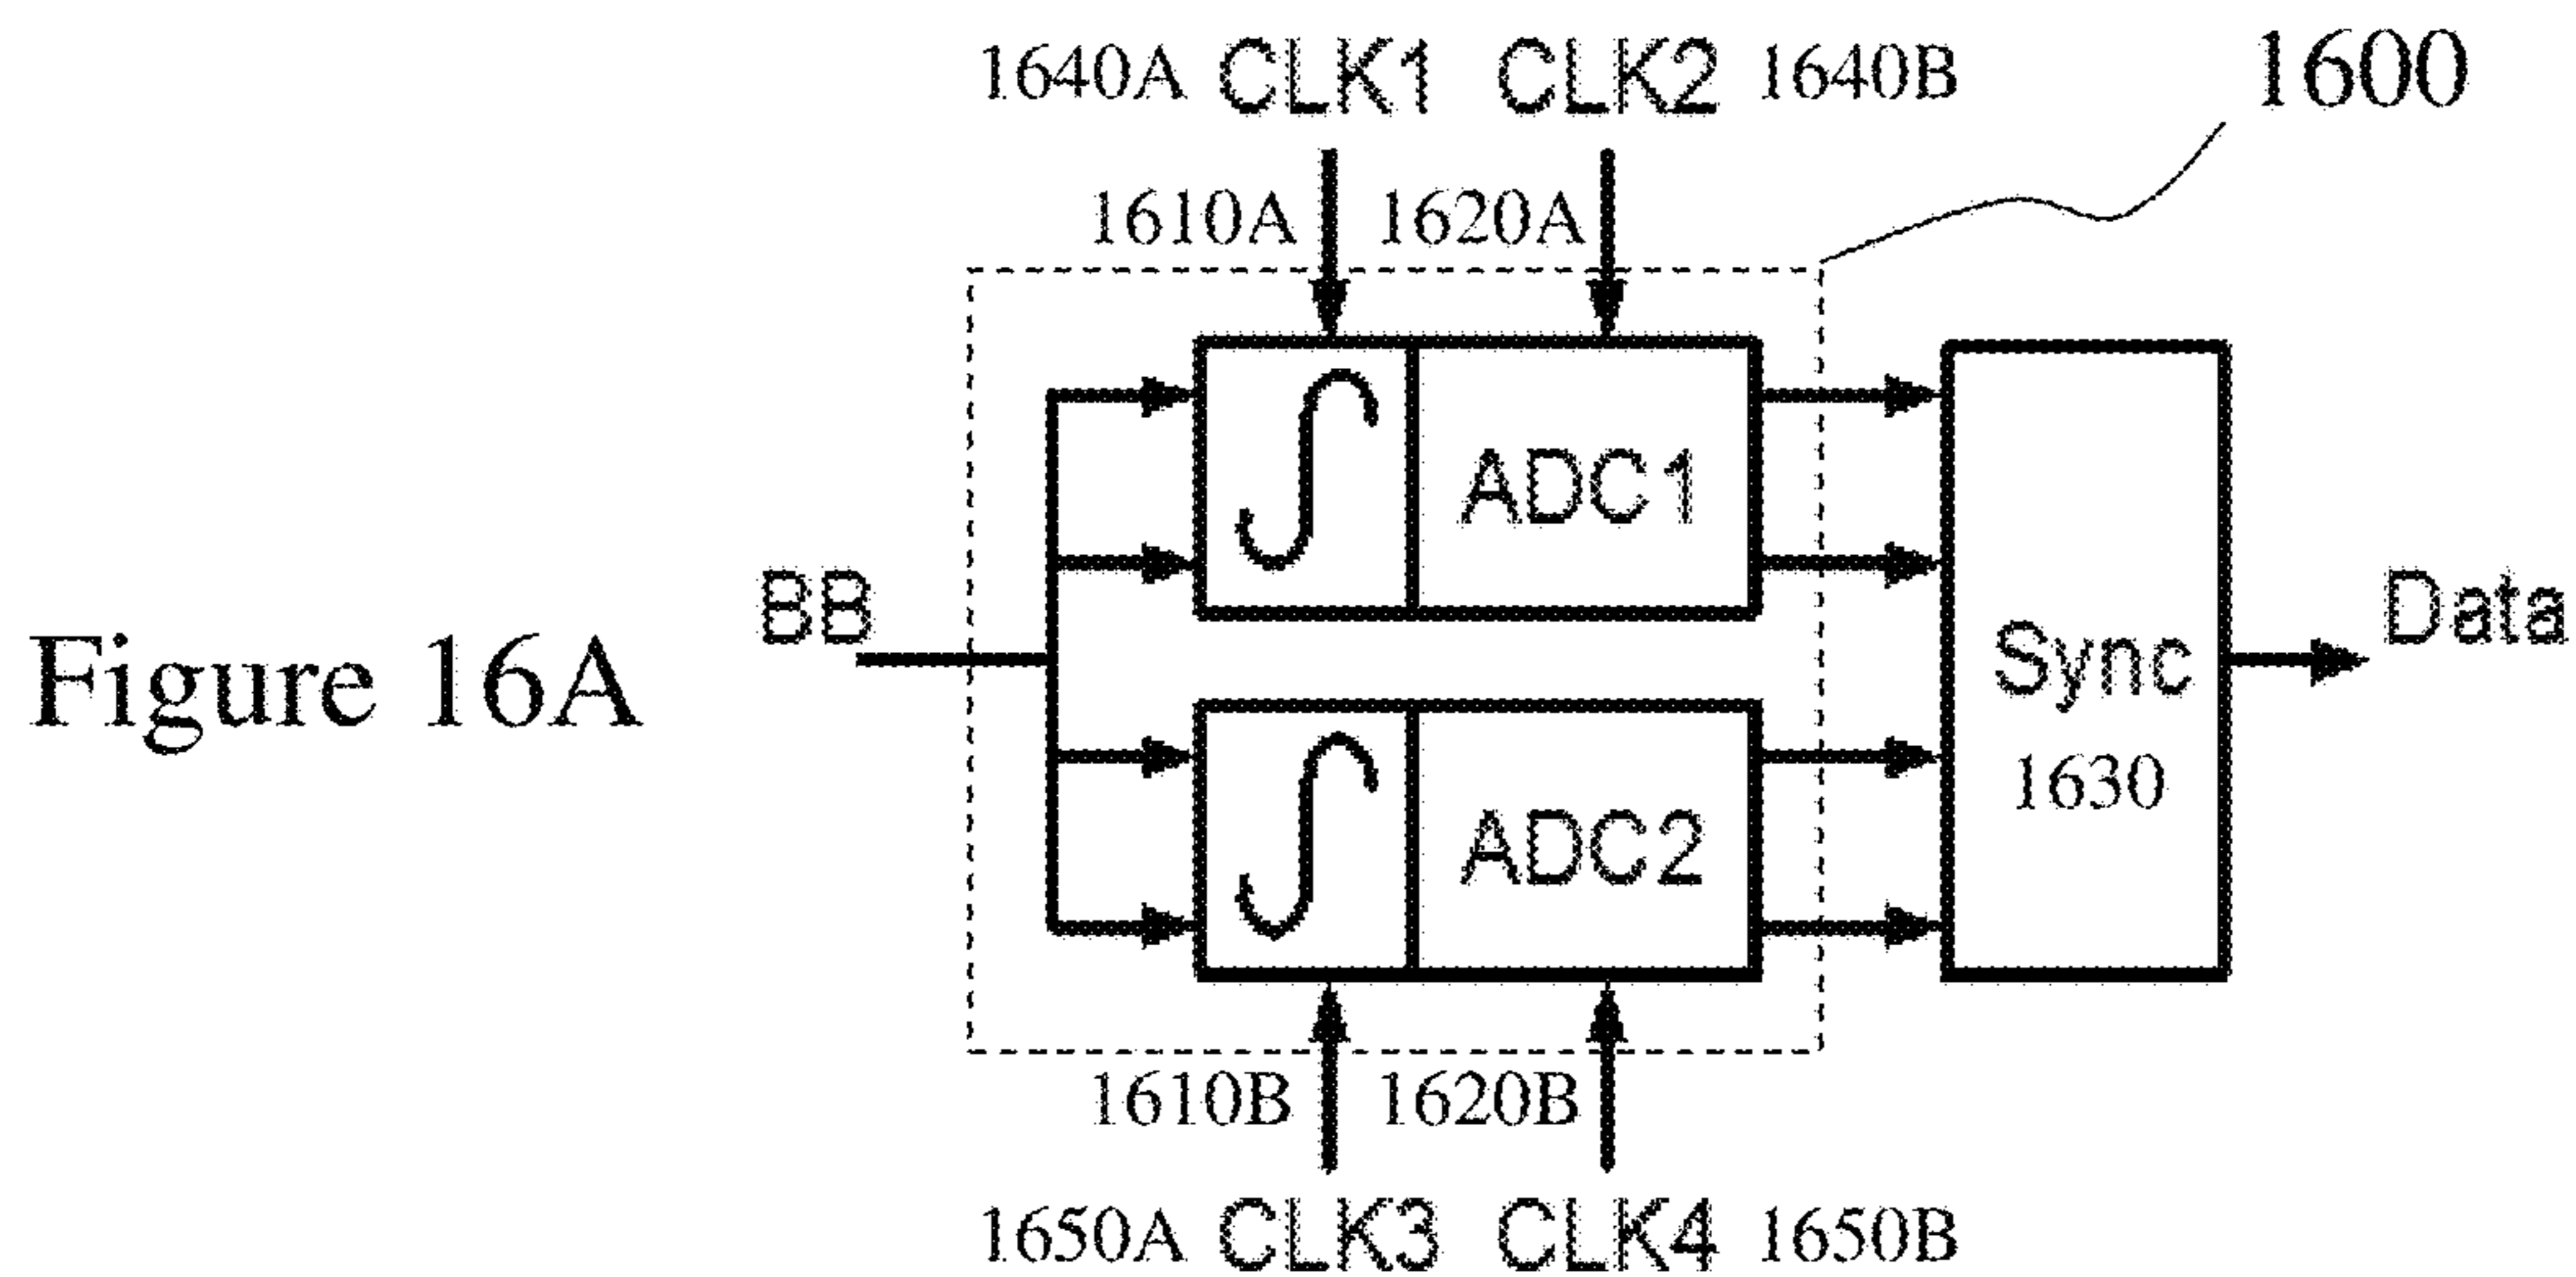 1640A CLK1 CLK2 1640B
1600
1610A 1620A
ADC1
BB
Figure 16A
Sync
1630
Data
ADC2
1610B 1620B
1650A CLK3 CLK4 1650B